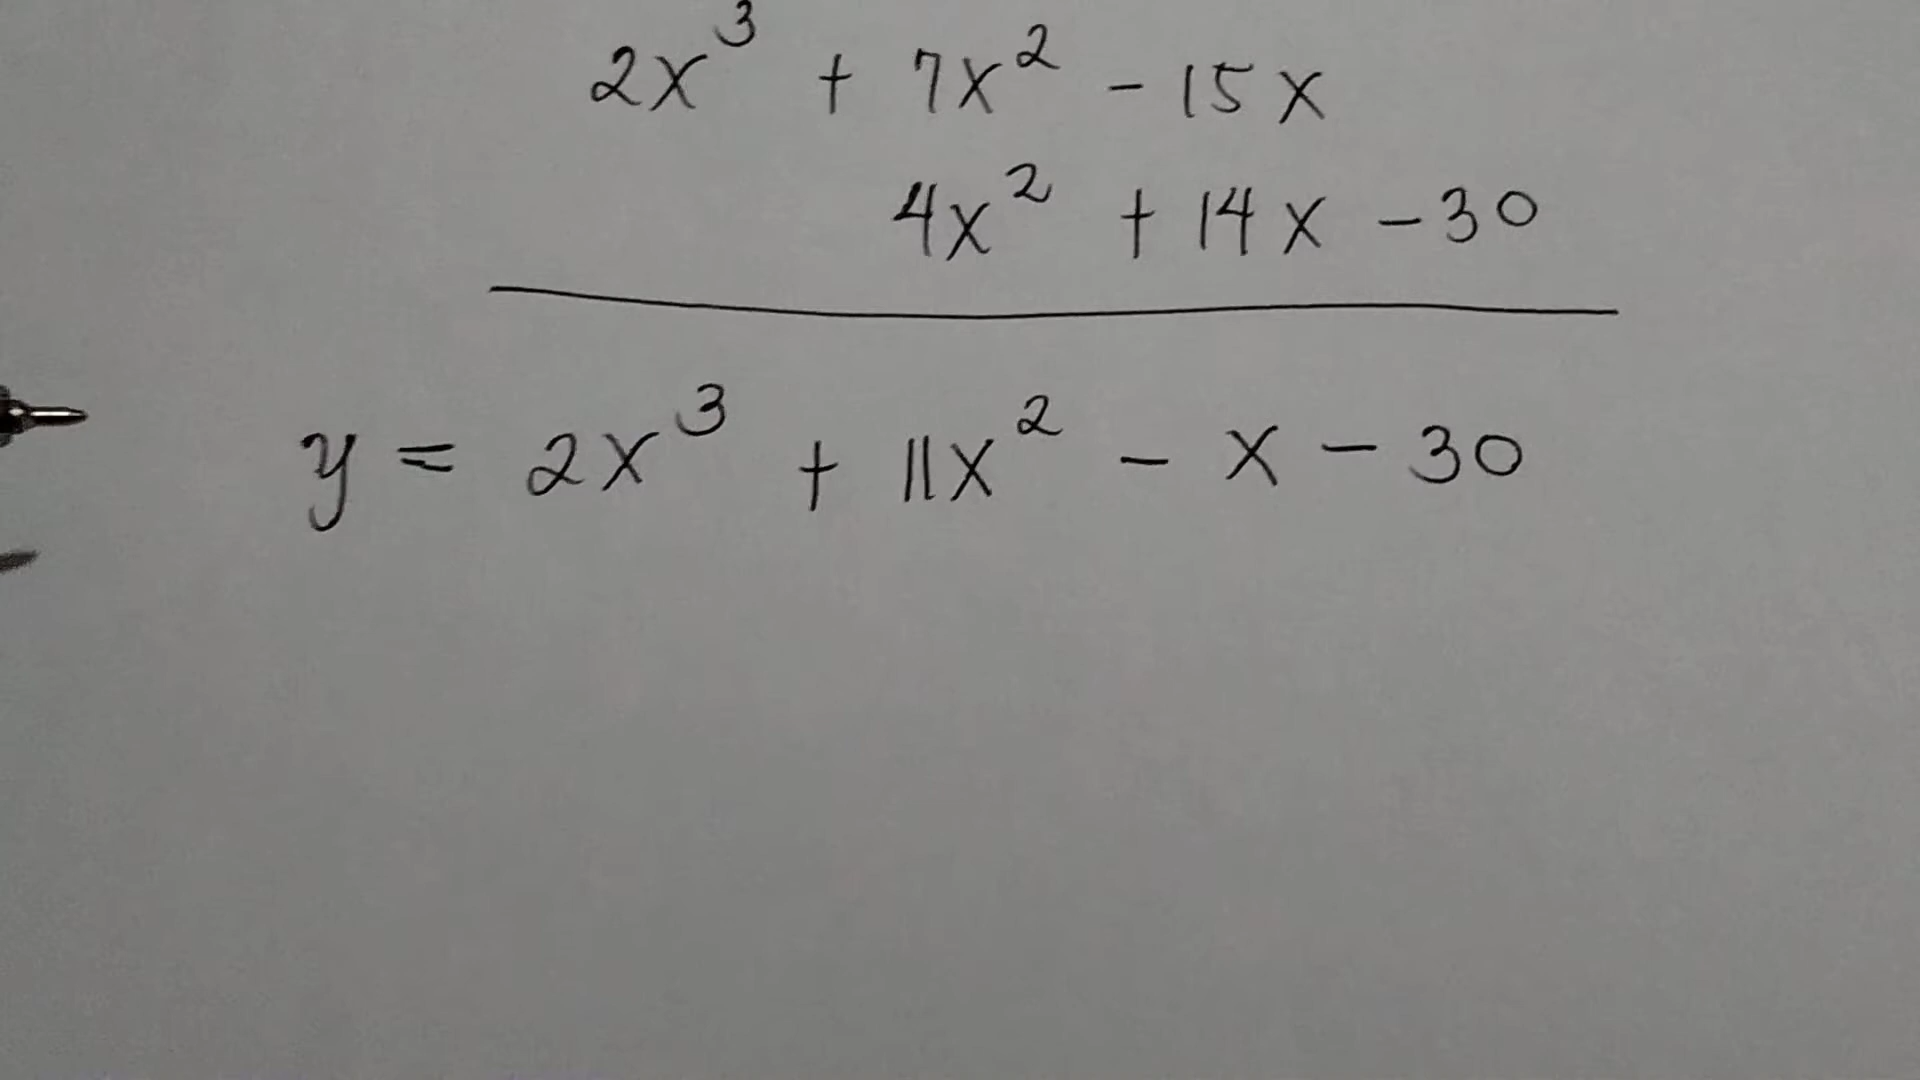 2x³ + 7x² - 15x
4x² + 14x - 30
y = 2x³ + 11x² - x - 30